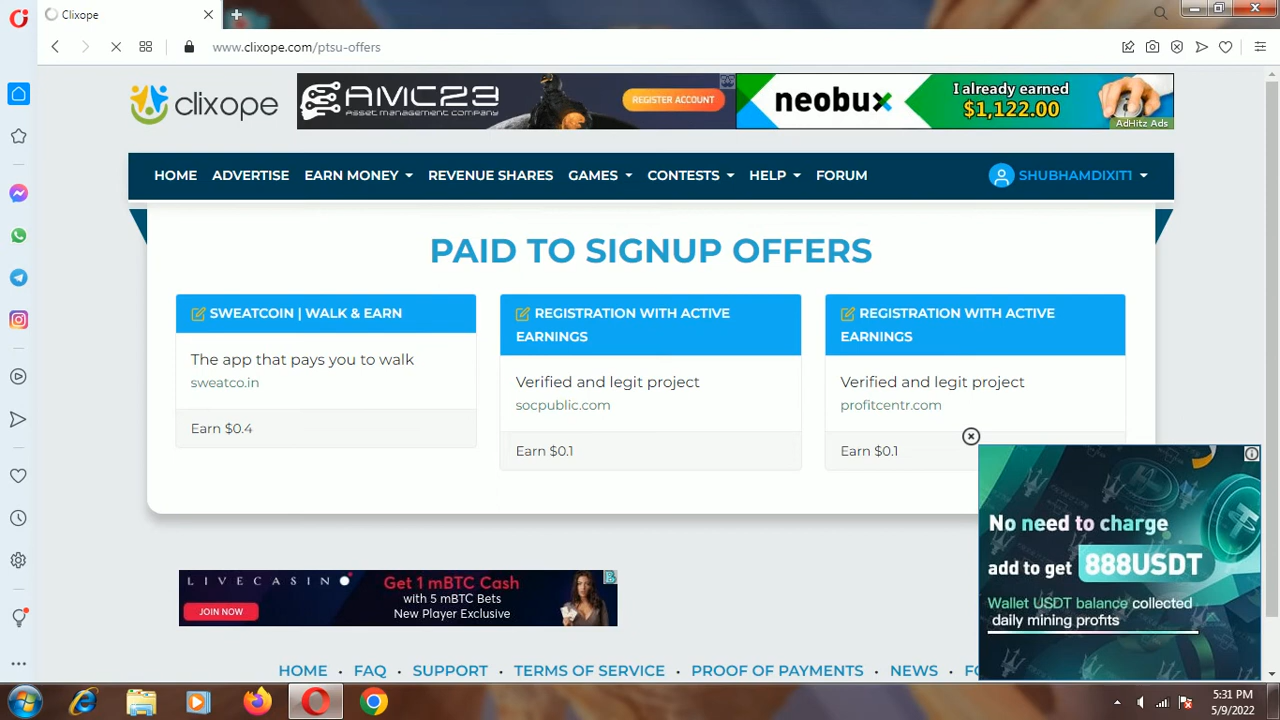 Clixope
www.clixope.com/ptsu-offers
clixope
AMC23
Asset management company
REGISTER ACCOUNT
neobux
I already earned
$1,122.00
AdHitz Ads
HOME ADVERTISE EARN MONEY REVENUE SHARES GAMES CONTESTS HELP FORUM SHUBHAMDIXIT1
PAID TO SIGNUP OFFERS
SWEATCOIN | WALK & EARN
The app that pays you to walk
sweatco.in
Earn $0.4
REGISTRATION WITH ACTIVE
EARNINGS
Verified and legit project
socpublic.com
Earn $0.1
REGISTRATION WITH ACTIVE
EARNINGS
Verified and legit project
profitcentr.com
Earn $0.1
No need to charge
add to get 888USDT
Wallet USDT balance collected
daily mining profits
LIVECASINO
JOIN NOW
Get 1 mBTC Cash
with 5 mBTC Bets
New Player Exclusive
HOME · FAQ · SUPPORT · TERMS OF SERVICE · PROOF OF PAYMENTS · NEWS ·
5:31 PM
5/9/2022